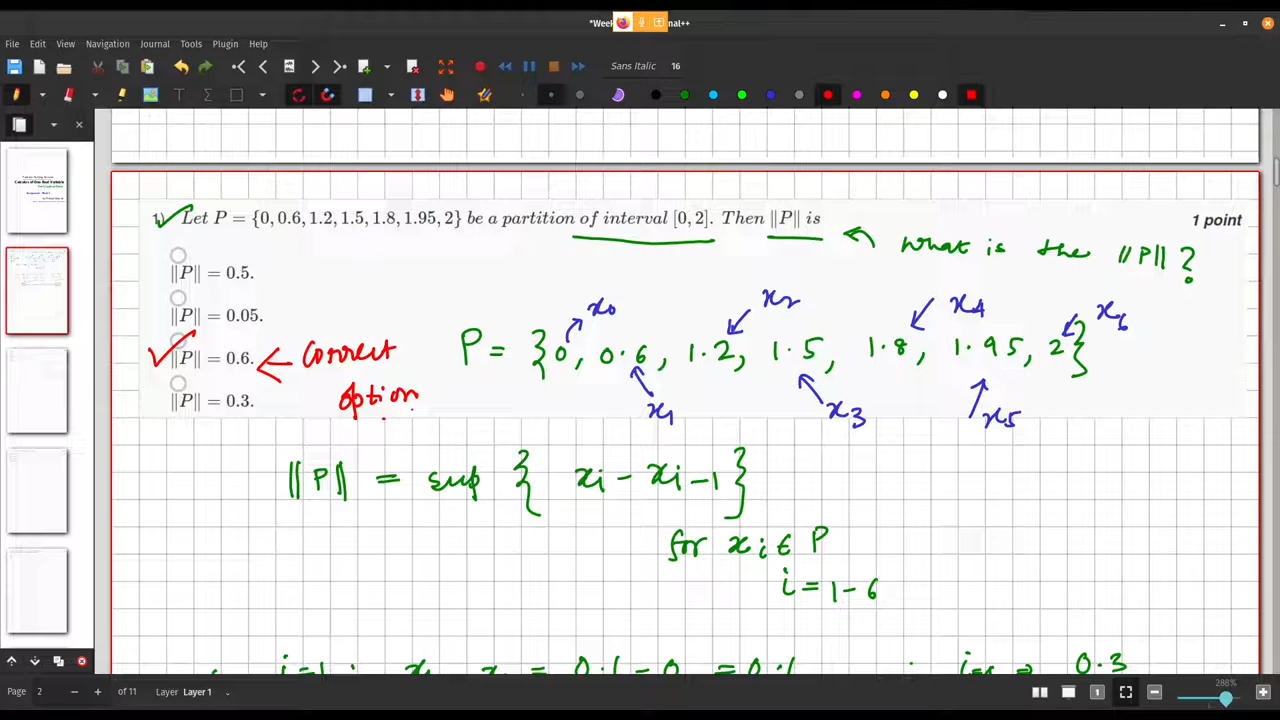 *Week
nal++
File Edit View Navigation Journal Tools Plugin Help
Sans Italic 16
1) Let P = {0, 0.6, 1.2, 1.5, 1.8, 1.95, 2} be a partition of interval [0, 2]. Then ||P|| is
1 point
what is the ||P|| ?
||P|| = 0.5.
||P|| = 0.05.
||P|| = 0.6.
||P|| = 0.3.
Correct
option
x0 x2 x4 x6
P = {0, 0.6, 1.2, 1.5, 1.8, 1.95, 2}
x1 x3 x5
||P|| = sup { xi - xi-1 }
for xi ∈ P
i = 1 - 6
Page 2 of 11 Layer Layer 1
288%